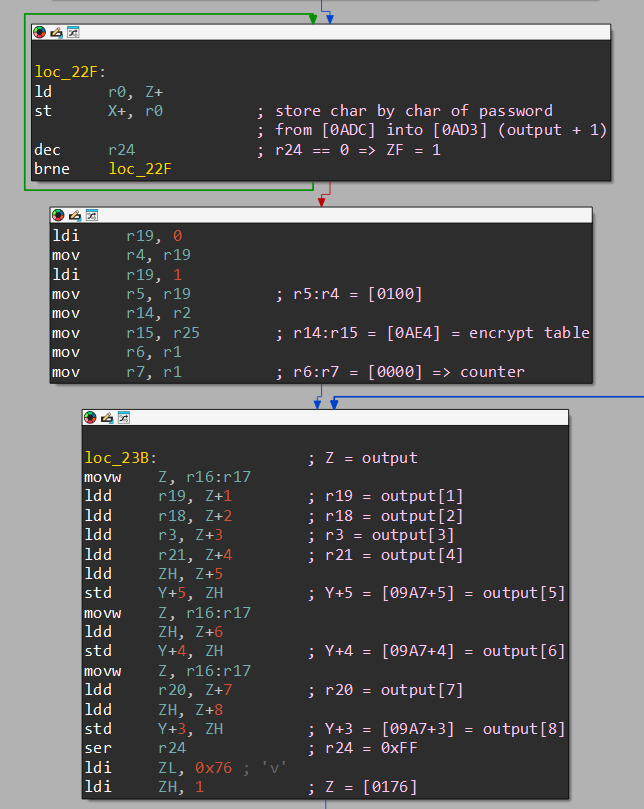 loc_22F:
ld r0, Z+
st X+, r0 ; store char by char of password
; from [0ADC] into [0AD3] (output + 1)
dec r24 ; r24 == 0 => ZF = 1
brne loc_22F
ldi r19, 0
mov r4, r19
ldi r19, 1
mov r5, r19 ; r5:r4 = [0100]
mov r14, r2
mov r15, r25 ; r14:r15 = [0AE4] = encrypt table
mov r6, r1
mov r7, r1 ; r6:r7 = [0000] => counter
loc_23B: ; Z = output
movw Z, r16:r17
ldd r19, Z+1 ; r19 = output[1]
ldd r18, Z+2 ; r18 = output[2]
ldd r3, Z+3 ; r3 = output[3]
ldd r21, Z+4 ; r21 = output[4]
ldd ZH, Z+5
std Y+5, ZH ; Y+5 = [09A7+5] = output[5]
movw Z, r16:r17
ldd ZH, Z+6
std Y+4, ZH ; Y+4 = [09A7+4] = output[6]
movw Z, r16:r17
ldd r20, Z+7 ; r20 = output[7]
ldd ZH, Z+8
std Y+3, ZH ; Y+3 = [09A7+3] = output[8]
ser r24 ; r24 = 0xFF
ldi ZL, 0x76 ; 'v'
ldi ZH, 1 ; Z = [0176]